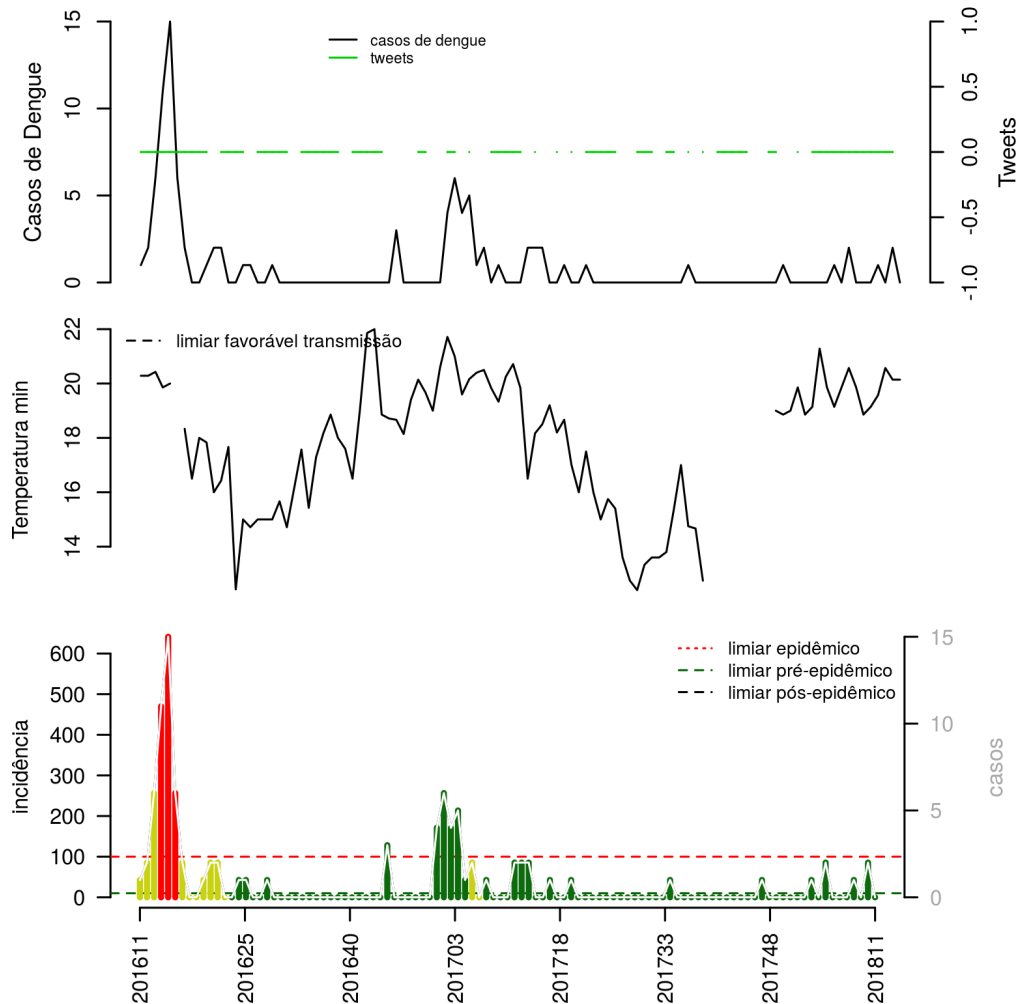 Casos de Dengue
0 5 10 15
casos de dengue
tweets
-1.0 -0.5 0.0 0.5 1.0
Tweets
Temperatura min
14 16 18 20 22
limiar favorável transmissão
incidência
0 100 200 300 400 500 600
limiar epidêmico
limiar pré-epidêmico
limiar pós-epidêmico
0 5 10 15
casos
201611 201625 201640 201703 201718 201733 201748 201811